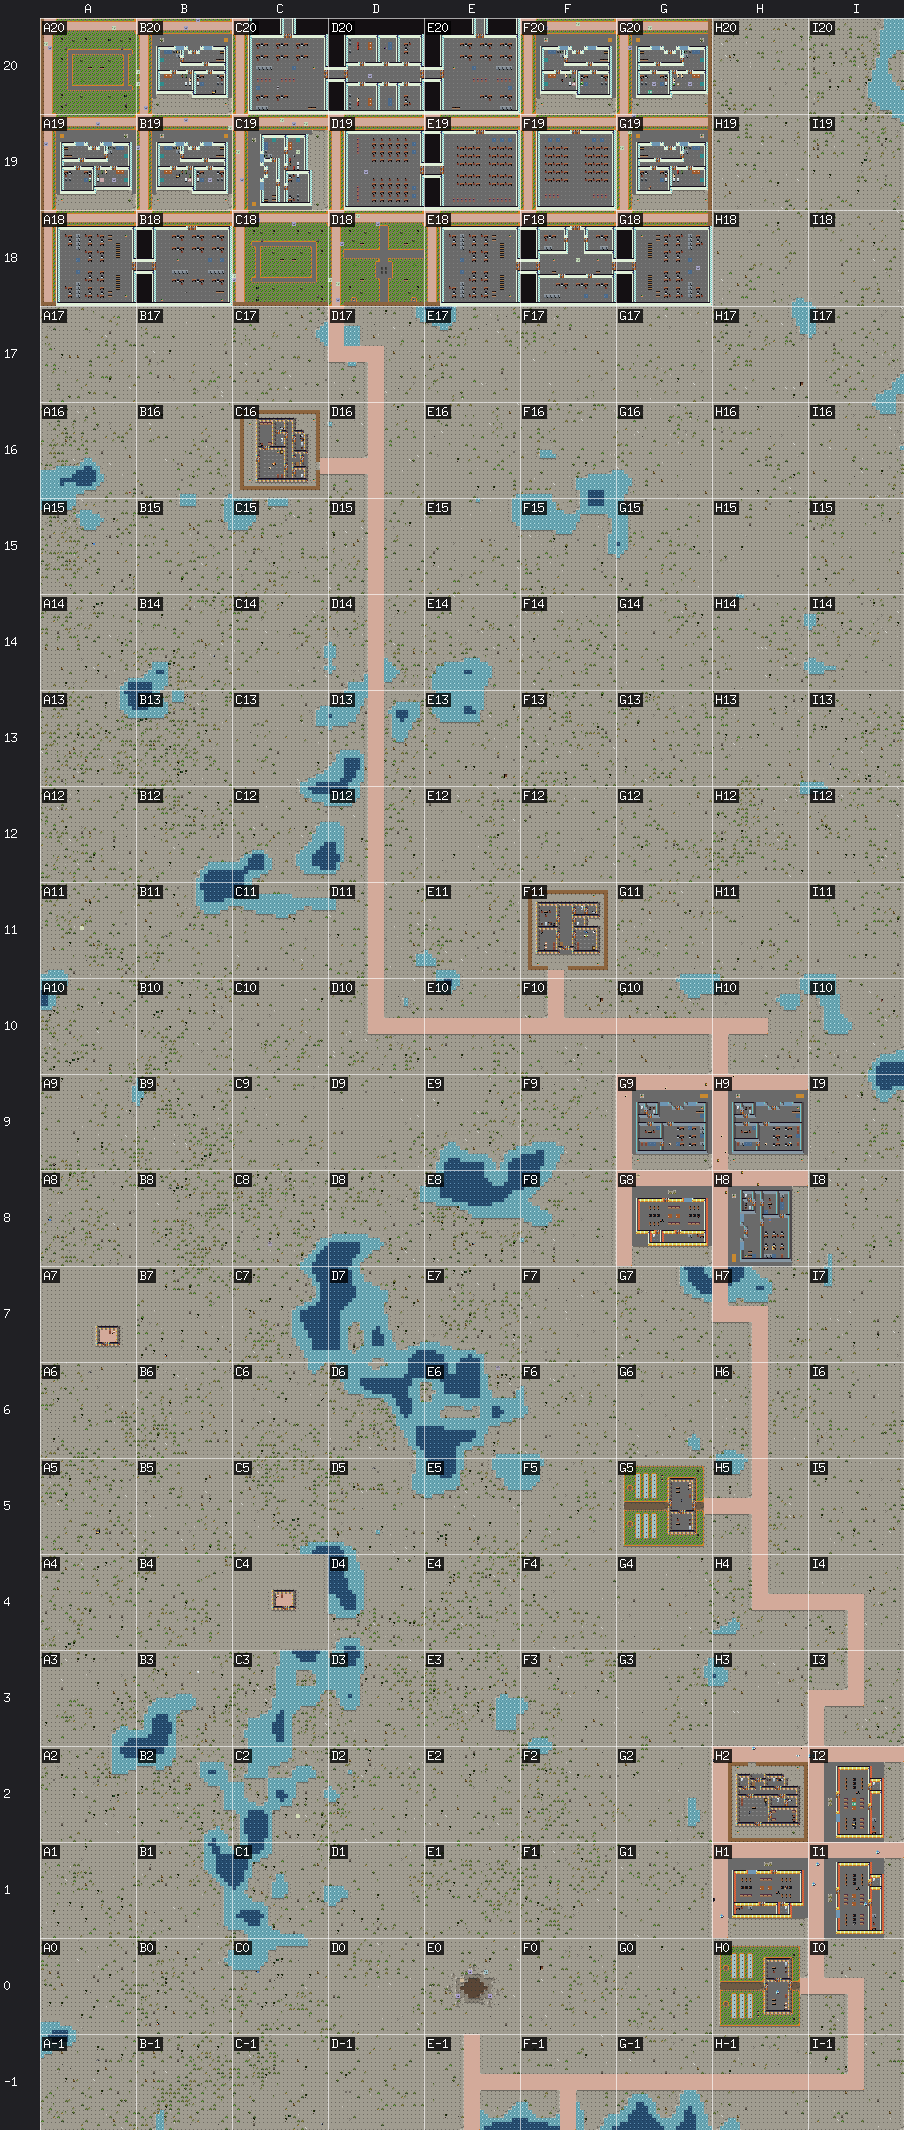 A B C D E F G H I
20 A20 B20 C20 D20 E20 F20 G20 H20 I20
19 A19 B19 C19 D19 E19 F19 G19 H19 I19
18 A18 B18 C18 D18 E18 F18 G18 H18 I18
17 A17 B17 C17 D17 E17 F17 G17 H17 I17
16 A16 B16 C16 D16 E16 F16 G16 H16 I16
15 A15 B15 C15 D15 E15 F15 G15 H15 I15
14 A14 B14 C14 D14 E14 F14 G14 H14 I14
13 A13 B13 C13 D13 E13 F13 G13 H13 I13
12 A12 B12 C12 D12 E12 F12 G12 H12 I12
11 A11 B11 C11 D11 E11 F11 G11 H11 I11
10 A10 B10 C10 D10 E10 F10 G10 H10 I10
9 A9 B9 C9 D9 E9 F9 G9 H9 I9
8 A8 B8 C8 D8 E8 F8 G8 H8 I8
7 A7 B7 C7 D7 E7 F7 G7 H7 I7
6 A6 B6 C6 D6 E6 F6 G6 H6 I6
5 A5 B5 C5 D5 E5 F5 G5 H5 I5
4 A4 B4 C4 D4 E4 F4 G4 H4 I4
3 A3 B3 C3 D3 E3 F3 G3 H3 I3
2 A2 B2 C2 D2 E2 F2 G2 H2 I2
1 A1 B1 C1 D1 E1 F1 G1 H1 I1
0 A0 B0 C0 D0 E0 F0 G0 H0 I0
-1 A-1 B-1 C-1 D-1 E-1 F-1 G-1 H-1 I-1